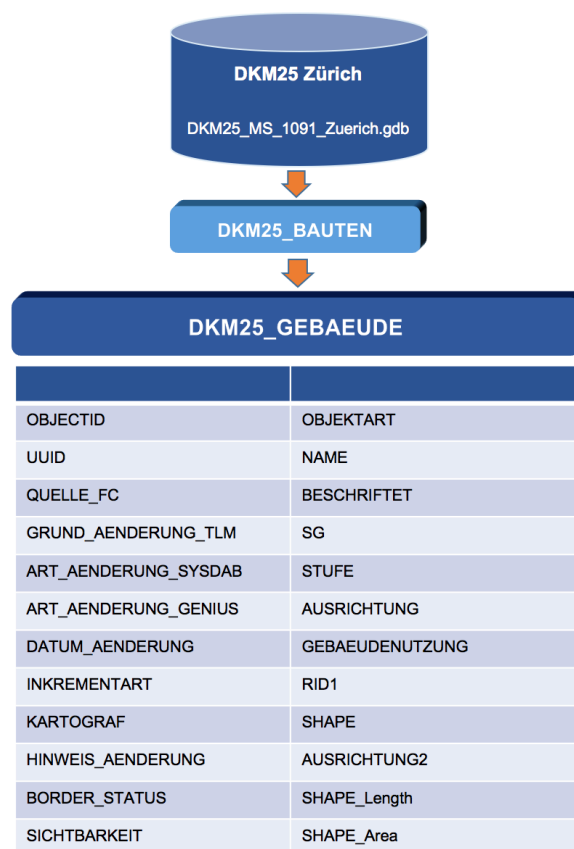 DKM25 Zürich
DKM25_MS_1091_Zuerich.gdb
DKM25_BAUTEN
DKM25_GEBAEUDE
OBJECTID OBJEKTART
UUID NAME
QUELLE_FC BESCHRIFTET
GRUND_AENDERUNG_TLM SG
ART_AENDERUNG_SYSDAB STUFE
ART_AENDERUNG_GENIUS AUSRICHTUNG
DATUM_AENDERUNG GEBAEUDENUTZUNG
INKREMENTART RID1
KARTOGRAF SHAPE
HINWEIS_AENDERUNG AUSRICHTUNG2
BORDER_STATUS SHAPE_Length
SICHTBARKEIT SHAPE_Area